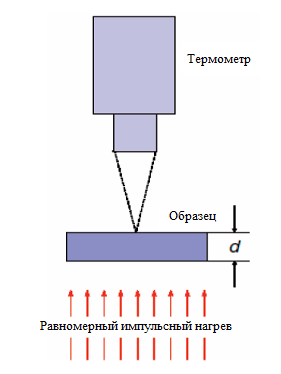 Термометр
Образец
d
Равномерный импульсный нагрев